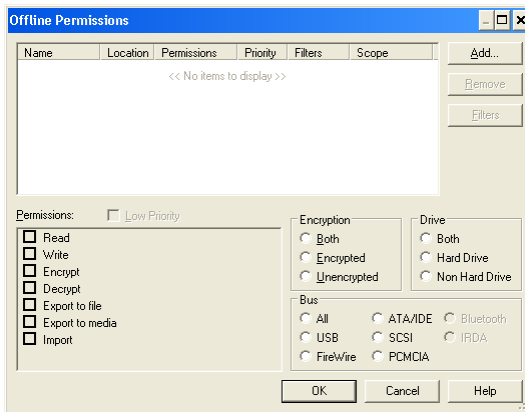 Offline Permissions
Name Location Permissions Priority Filters Scope
<< No items to display >>
Add...
Remove
Filters
Permissions: Low Priority
Read
Write
Encrypt
Decrypt
Export to file
Export to media
Import
Encryption
Both
Encrypted
Unencrypted
Drive
Both
Hard Drive
Non Hard Drive
Bus
All ATA/IDE Bluetooth
USB SCSI IRDA
FireWire PCMCIA
OK Cancel Help